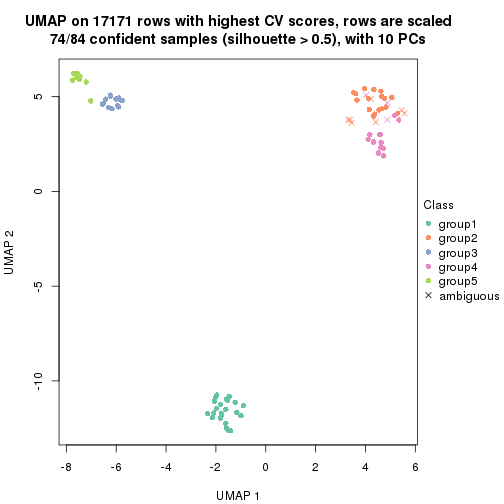 UMAP on 17171 rows with highest CV scores, rows are scaled
74/84 confident samples (silhouette > 0.5), with 10 PCs
5
0
-5
-10
UMAP 2
-8
-6
-4
-2
0
2
4
6
UMAP 1
Class
group1
group2
group3
group4
group5
ambiguous